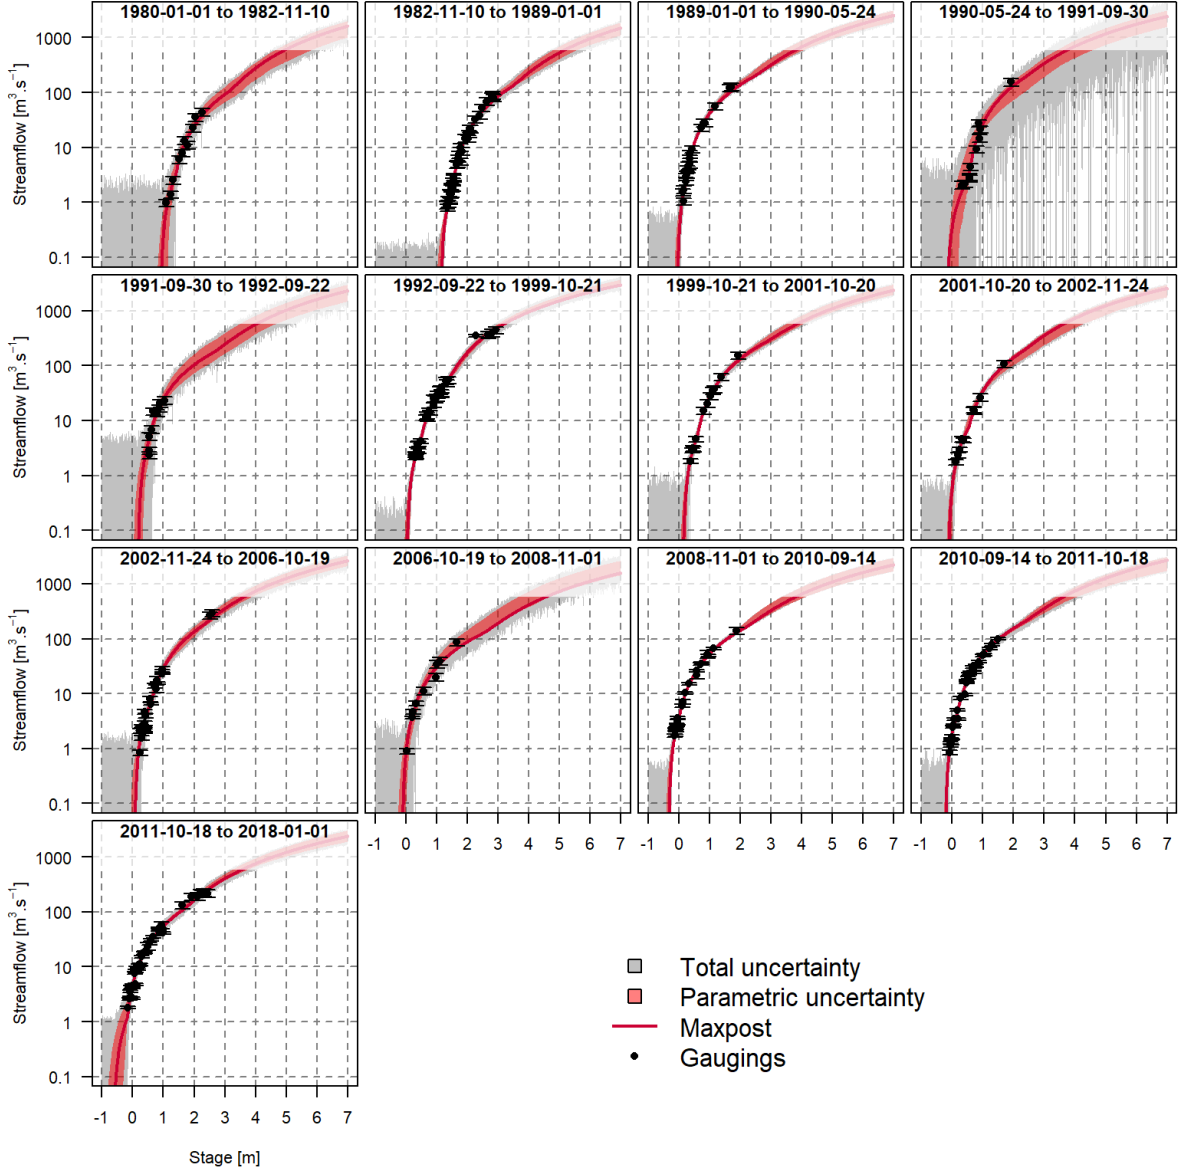 1980-01-01 to 1982-11-10
1982-11-10 to 1989-01-01
1989-01-01 to 1990-05-24
1990-05-24 to 1991-09-30
Streamflow [m³.s⁻¹]
1000
100
10
1
0.1
1991-09-30 to 1992-09-22
1992-09-22 to 1999-10-21
1999-10-21 to 2001-10-20
2001-10-20 to 2002-11-24
Streamflow [m³.s⁻¹]
1000
100
10
1
0.1
2002-11-24 to 2006-10-19
2006-10-19 to 2008-11-01
2008-11-01 to 2010-09-14
2010-09-14 to 2011-10-18
Streamflow [m³.s⁻¹]
1000
100
10
1
0.1
-1 0 1 2 3 4 5 6 7
-1 0 1 2 3 4 5 6 7
-1 0 1 2 3 4 5 6 7
2011-10-18 to 2018-01-01
Streamflow [m³.s⁻¹]
1000
100
10
1
0.1
-1 0 1 2 3 4 5 6 7
Stage [m]
Total uncertainty
Parametric uncertainty
Maxpost
Gaugings